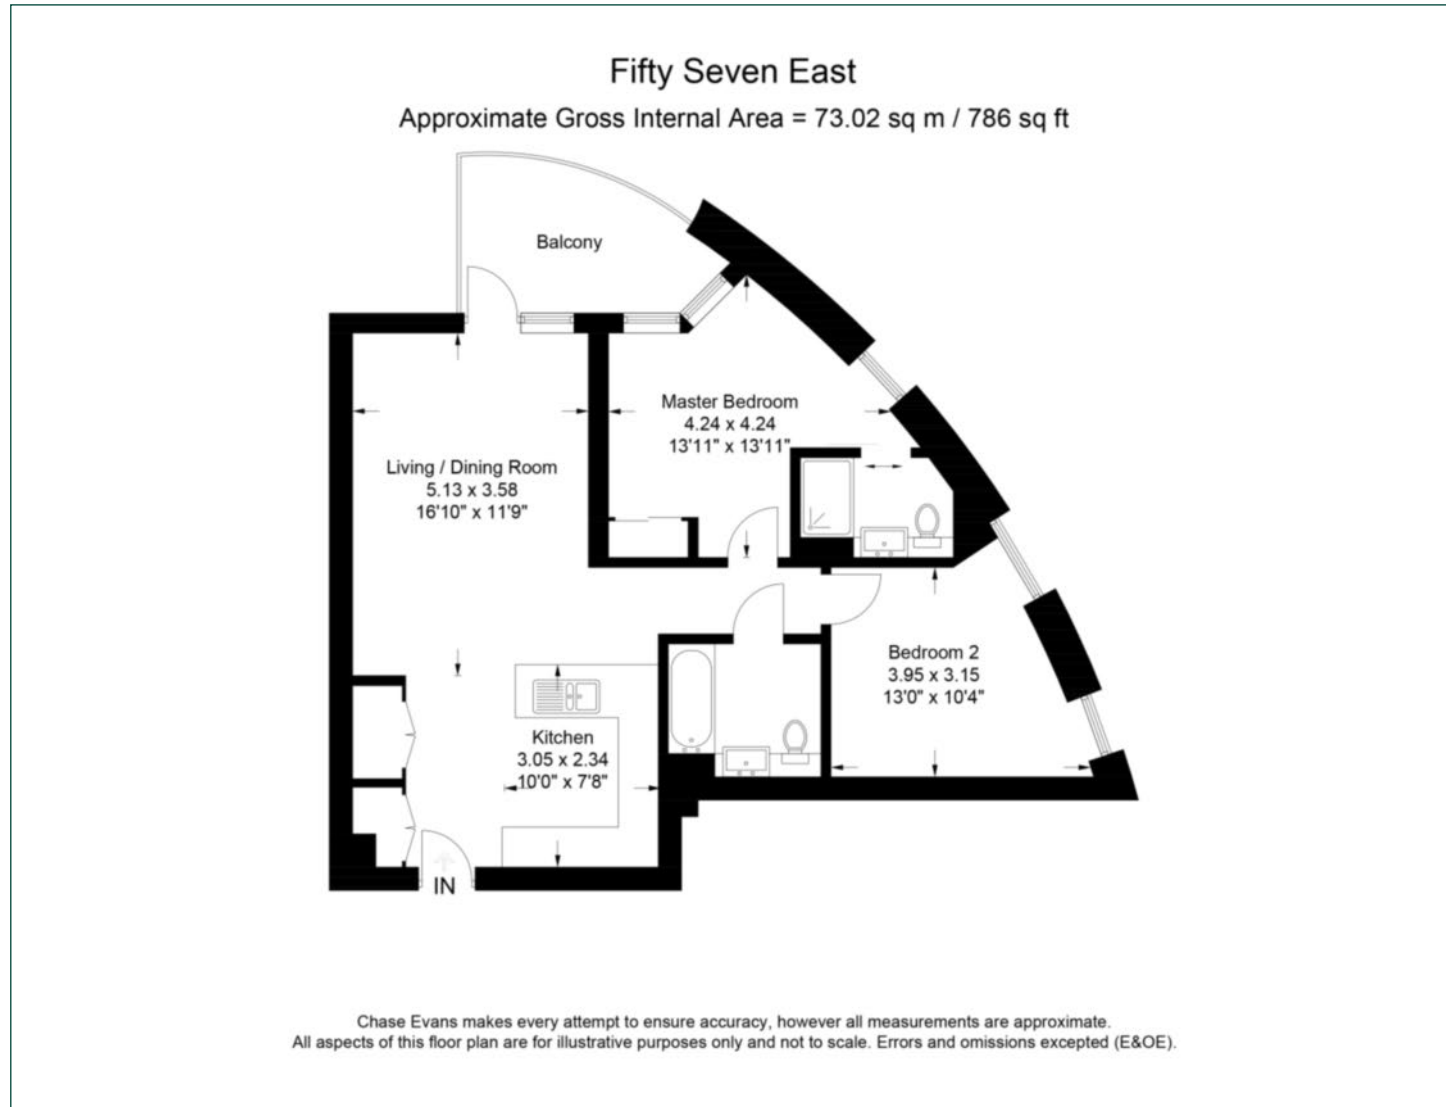 Fifty Seven East
Approximate Gross Internal Area = 73.02 sq m / 786 sq ft
Balcony
Master Bedroom
4.24 x 4.24
13'11" x 13'11"
Living / Dining Room
5.13 x 3.58
16'10" x 11'9"
Bedroom 2
3.95 x 3.15
13'0" x 10'4"
Kitchen
3.05 x 2.34
10'0" x 7'8"
IN
Chase Evans makes every attempt to ensure accuracy, however all measurements are approximate.
All aspects of this floor plan are for illustrative purposes only and not to scale. Errors and omissions excepted (E&OE).